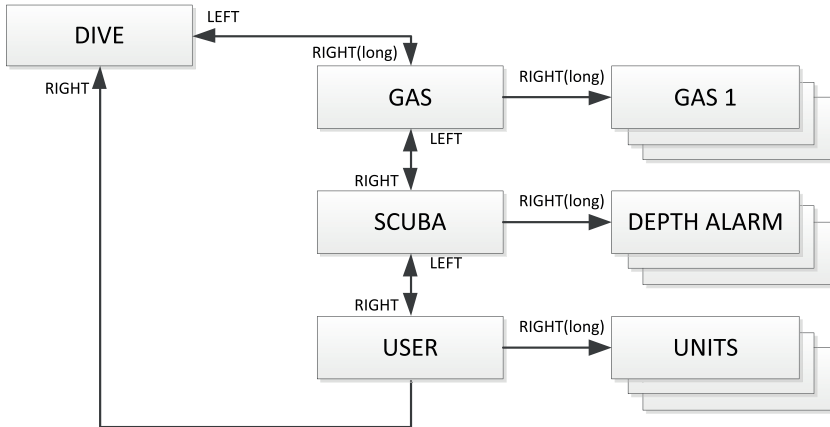 DIVE
LEFT
RIGHT(long)
RIGHT
GAS
RIGHT(long)
GAS 1
LEFT
RIGHT
SCUBA
RIGHT(long)
DEPTH ALARM
LEFT
RIGHT
USER
RIGHT(long)
UNITS